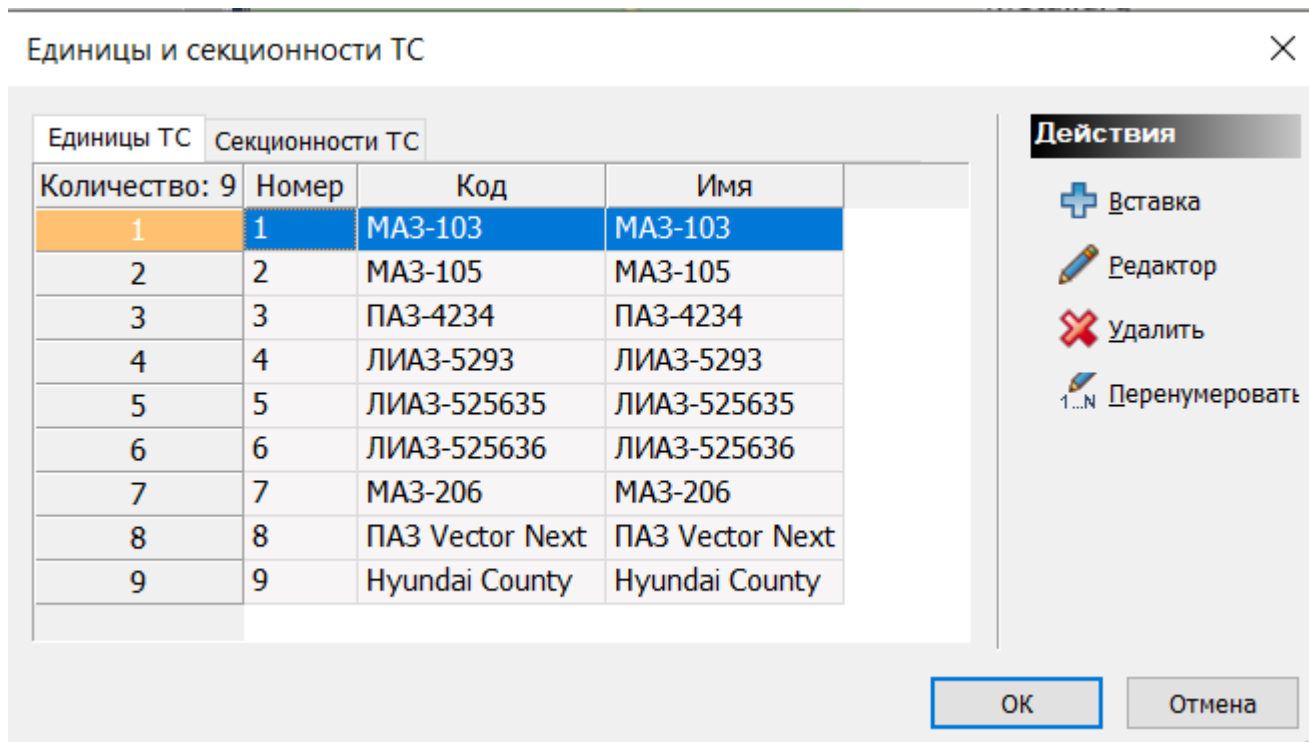 Единицы и секционности ТС
Единицы ТС Секционности ТС
Количество: 9 Номер Код Имя
1 1 МАЗ-103 МАЗ-103
2 2 МАЗ-105 МАЗ-105
3 3 ПАЗ-4234 ПАЗ-4234
4 4 ЛИАЗ-5293 ЛИАЗ-5293
5 5 ЛИАЗ-525635 ЛИАЗ-525635
6 6 ЛИАЗ-525636 ЛИАЗ-525636
7 7 МАЗ-206 МАЗ-206
8 8 ПАЗ Vector Next ПАЗ Vector Next
9 9 Hyundai County Hyundai County
Действия
Вставка
Редактор
Удалить
1...N Перенумеровать
ОК Отмена